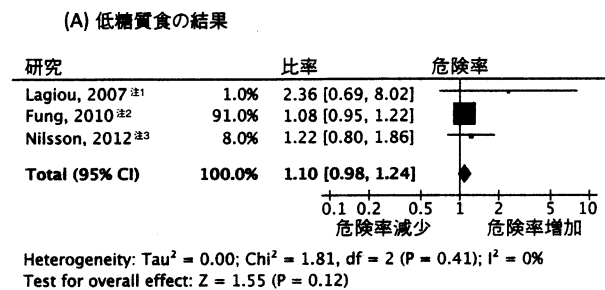 (A) 低糖質食の結果
研究 比率 危険率
Lagiou, 2007 注1 1.0% 2.36 [0.69, 8.02]
Fung, 2010 注2 91.0% 1.08 [0.95, 1.22]
Nilsson, 2012 注3 8.0% 1.22 [0.80, 1.86]
Total (95% CI) 100.0% 1.10 [0.98, 1.24]
0.1 0.2 0.5 1 2 5 10
危険率減少 危険率増加
Heterogeneity: Tau² = 0.00; Chi² = 1.81, df = 2 (P = 0.41); I² = 0%
Test for overall effect: Z = 1.55 (P = 0.12)